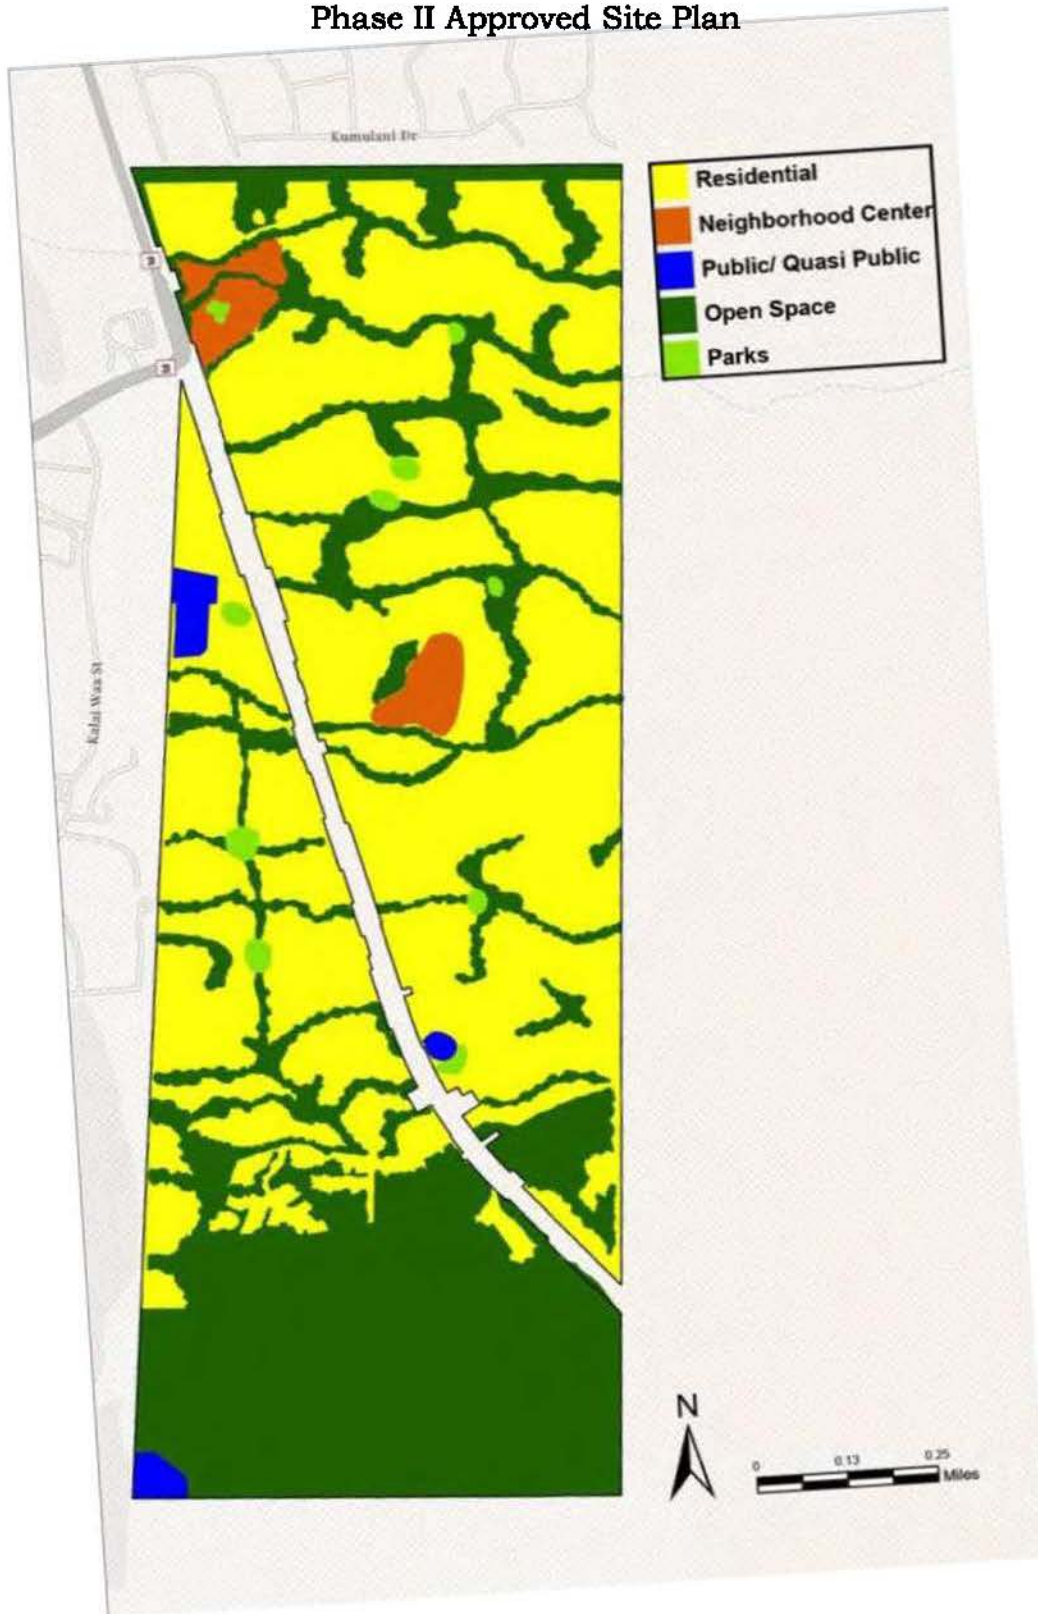 Phase II Approved Site Plan
Kumulani Dr
Residential
Neighborhood Center
Public/ Quasi Public
Open Space
Parks
Kalai Waa St
N
0 0.13 0.25
Miles